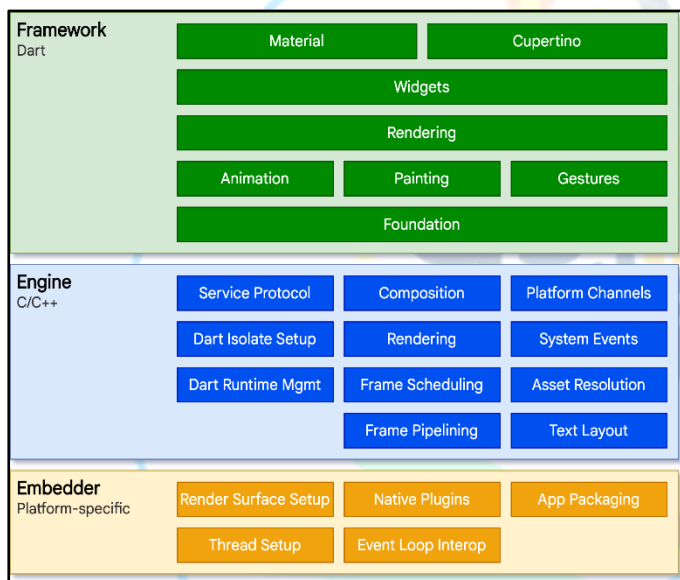 Framework
Dart
Material
Cupertino
Widgets
Rendering
Animation
Painting
Gestures
Foundation
Engine
C/C++
Service Protocol
Composition
Platform Channels
Dart Isolate Setup
Rendering
System Events
Dart Runtime Mgmt
Frame Scheduling
Asset Resolution
Frame Pipelining
Text Layout
Embedder
Platform-specific
Render Surface Setup
Native Plugins
App Packaging
Thread Setup
Event Loop Interop